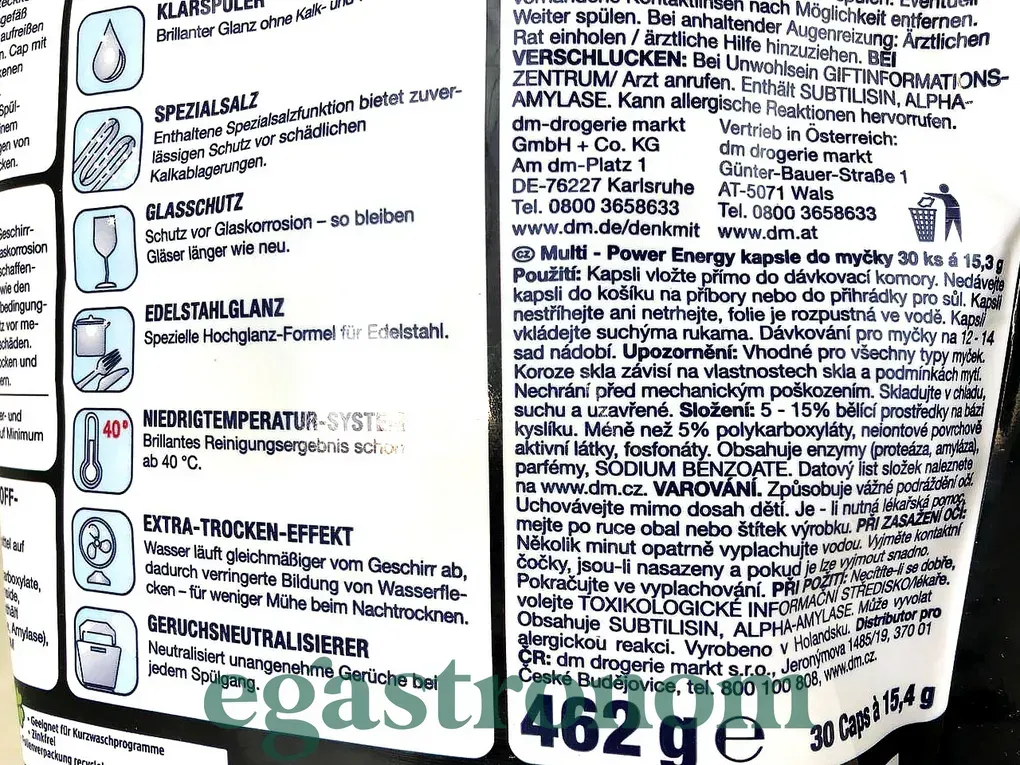 KLARSPÜLER
Brillanter Glanz ohne Kalk- und
SPEZIALSALZ
Enthaltene Spezialsalzfunktion bietet zuver-
lässigen Schutz vor schädlichen
Kalkablagerungen.
GLASSCHUTZ
Schutz vor Glaskorrosion – so bleiben
Gläser länger wie neu.
EDELSTAHLGLANZ
Spezielle Hochglanz-Formel für Edelstahl.
40°
NIEDRIGTEMPERATUR-SYSTE
Brillantes Reinigungsergebnis schon
ab 40 °C.
EXTRA-TROCKEN-EFFEKT
Wasser läuft gleichmäßiger vom Geschirr ab,
dadurch verringerte Bildung von Wasserfle-
cken – für weniger Mühe beim Nachtrocknen.
GERUCHSNEUTRALISIERER
Neutralisiert unangenehme Gerüche bei
jedem Spülgang.
nach Möglichkeit entfernen.
Weiter spülen. Bei anhaltender Augenreizung: Ärztlichen
Rat einholen / ärztliche Hilfe hinzuziehen. BEI
VERSCHLUCKEN: Bei Unwohlsein GIFTINFORMATIONS-
ZENTRUM/ Arzt anrufen. Enthält SUBTILISIN, ALPHA-
AMYLASE. Kann allergische Reaktionen hervorrufen.
dm-drogerie markt
GmbH + Co. KG
Am dm-Platz 1
DE-76227 Karlsruhe
Tel. 0800 3658633
www.dm.de/denkmit
Vertrieb in Österreich:
dm drogerie markt
Günter-Bauer-Straße 1
AT-5071 Wals
Tel. 0800 3658633
www.dm.at
CZ Multi - Power Energy kapsle do myčky 30 ks á 15,3 g
Použití: Kapsli vložte přímo do dávkovací komory. Nedávejte
kapsli do košíku na příbory nebo do přihrádky pro sůl. Kapsli
nestříhejte ani netrhejte, folie je rozpustná ve vodě. Kapsli
vkládejte suchýma rukama. Dávkování pro myčky na 12 - 14
sad nádobí. Upozornění: Vhodné pro všechny typy myček.
Koroze skla závisí na vlastnostech skla a podmínkách mytí.
Nechrání před mechanickým poškozením. Skladujte v chladu,
suchu a uzavřené. Složení: 5 - 15% bělící prostředky na bázi
kyslíku. Méně než 5% polykarboxyláty, neiontové povrchově
aktivní látky, fosfonáty. Obsahuje enzymy (proteáza, amyláza),
parfémy, SODIUM BENZOATE. Datový list složek naleznete
na www.dm.cz. VAROVÁNÍ. Způsobuje vážné podráždění očí.
Uchovávejte mimo dosah dětí. Je - li nutná lékařská pomoc,
mějte po ruce obal nebo štítek výrobku. PŘI ZASAŽENÍ OČÍ:
Několik minut opatrně vyplachujte vodou. Vyjměte kontaktní
čočky, jsou-li nasazeny a pokud je lze vyjmout snadno.
Pokračujte ve vyplachování. PŘI POŽITÍ: Necítíte-li se dobře,
volejte TOXIKOLOGICKÉ INFORMAČNÍ STŘEDISKO/lékaře.
Obsahuje SUBTILISIN, ALPHA-AMYLASE. Může vyvolat
alergickou reakci. Vyrobeno v Holandsku. Distributor pro
ČR: dm drogerie markt s.r.o., Jeronýmova 1485/19, 370 01
České Budějovice, tel. 800 100 808, www.dm.cz.
462 g e
30 Caps à 15,4 g
· Geeignet für Kurzwaschprogramme
· Zinkfrei
egastronom